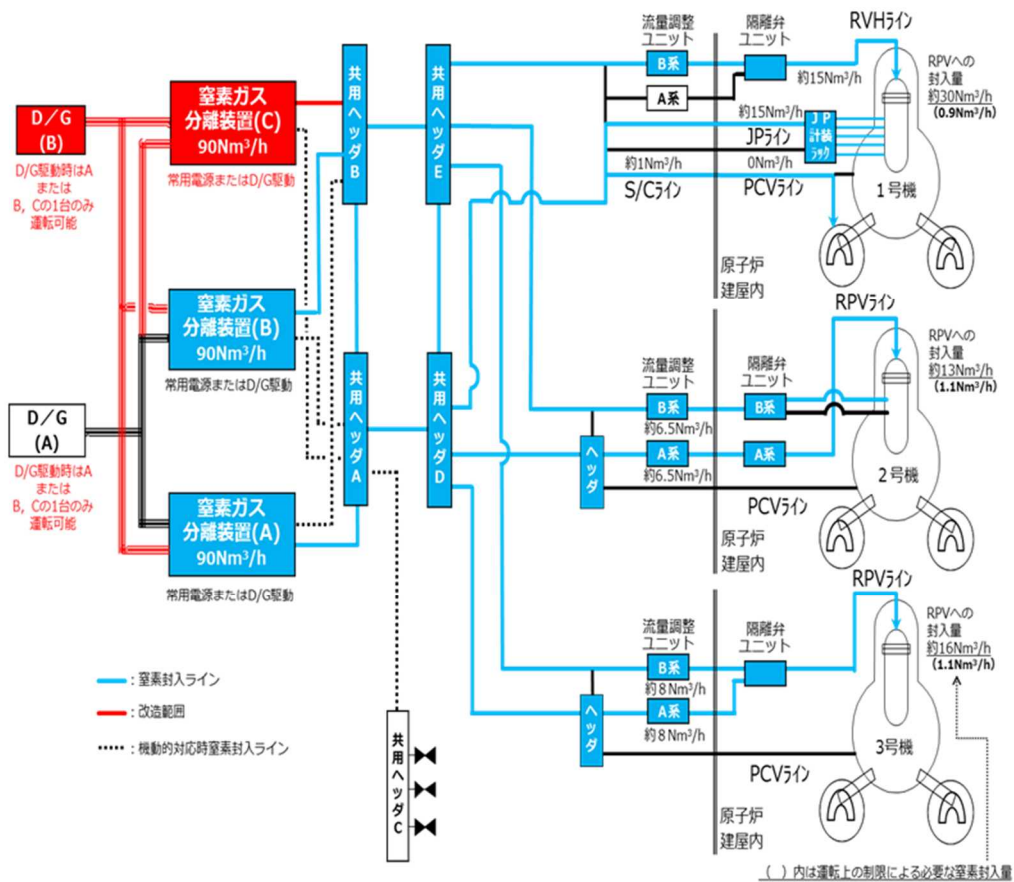 D/G
(B)
D/G駆動時はA
または
B, Cの1台のみ
運転可能
窒素ガス
分離装置(C)
90Nm³/h
常用電源またはD/G駆動
窒素ガス
分離装置(B)
90Nm³/h
常用電源またはD/G駆動
D/G
(A)
D/G駆動時はA
または
B, Cの1台のみ
運転可能
窒素ガス
分離装置(A)
90Nm³/h
常用電源またはD/G駆動
共用ヘッダB
共用ヘッダE
共用ヘッダA
共用ヘッダD
共用ヘッダC
:窒素封入ライン
:改造範囲
:機動的対応時窒素封入ライン
流量調整
ユニット
B系
A系
隔離弁
ユニット
RVHライン
約15Nm³/h
約15Nm³/h
JPライン
JP
計装
ラック
約1Nm³/h
0Nm³/h
S/Cライン
PCVライン
RPVへの
封入量
約30Nm³/h
(0.9Nm³/h)
1号機
原子炉
建屋内
RPVライン
流量調整
ユニット
隔離弁
ユニット
B系
B系
約6.5Nm³/h
A系
A系
約6.5Nm³/h
ヘッダ
PCVライン
RPVへの
封入量
約13Nm³/h
(1.1Nm³/h)
2号機
原子炉
建屋内
RPVライン
流量調整
ユニット
隔離弁
ユニット
B系
約8Nm³/h
A系
約8Nm³/h
ヘッダ
PCVライン
RPVへの
封入量
約16Nm³/h
(1.1Nm³/h)
3号機
原子炉
建屋内
( )内は運転上の制限による必要な窒素封入量